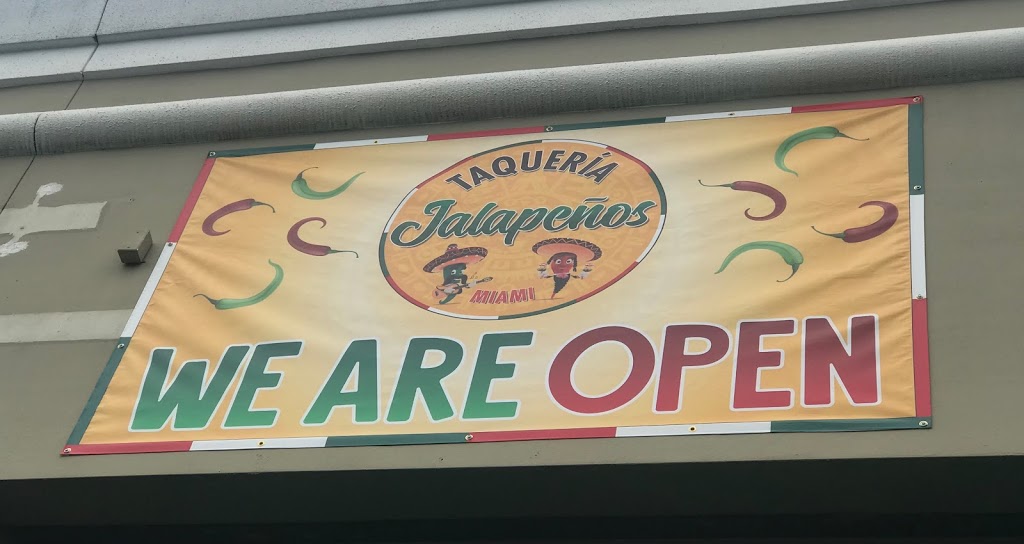 TAQUERÍA
Jalapeños
MIAMI
WE ARE OPEN